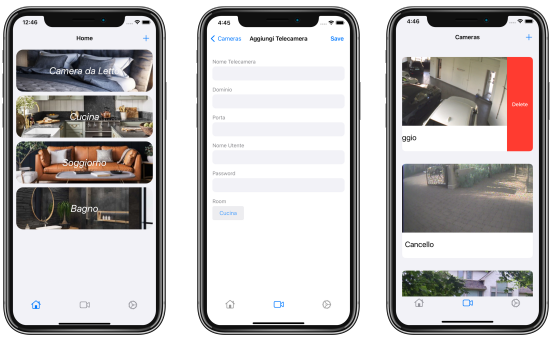 12:46
Home
+
Camera da Lett
Cucina
Soggiorno
Bagno
4:45
Cameras
Aggiungi Telecamera
Save
Nome Telecamera
Dominio
Porta
Nome Utente
Password
Room
Cucina
4:46
Cameras
+
Delete
ggio
Cancello